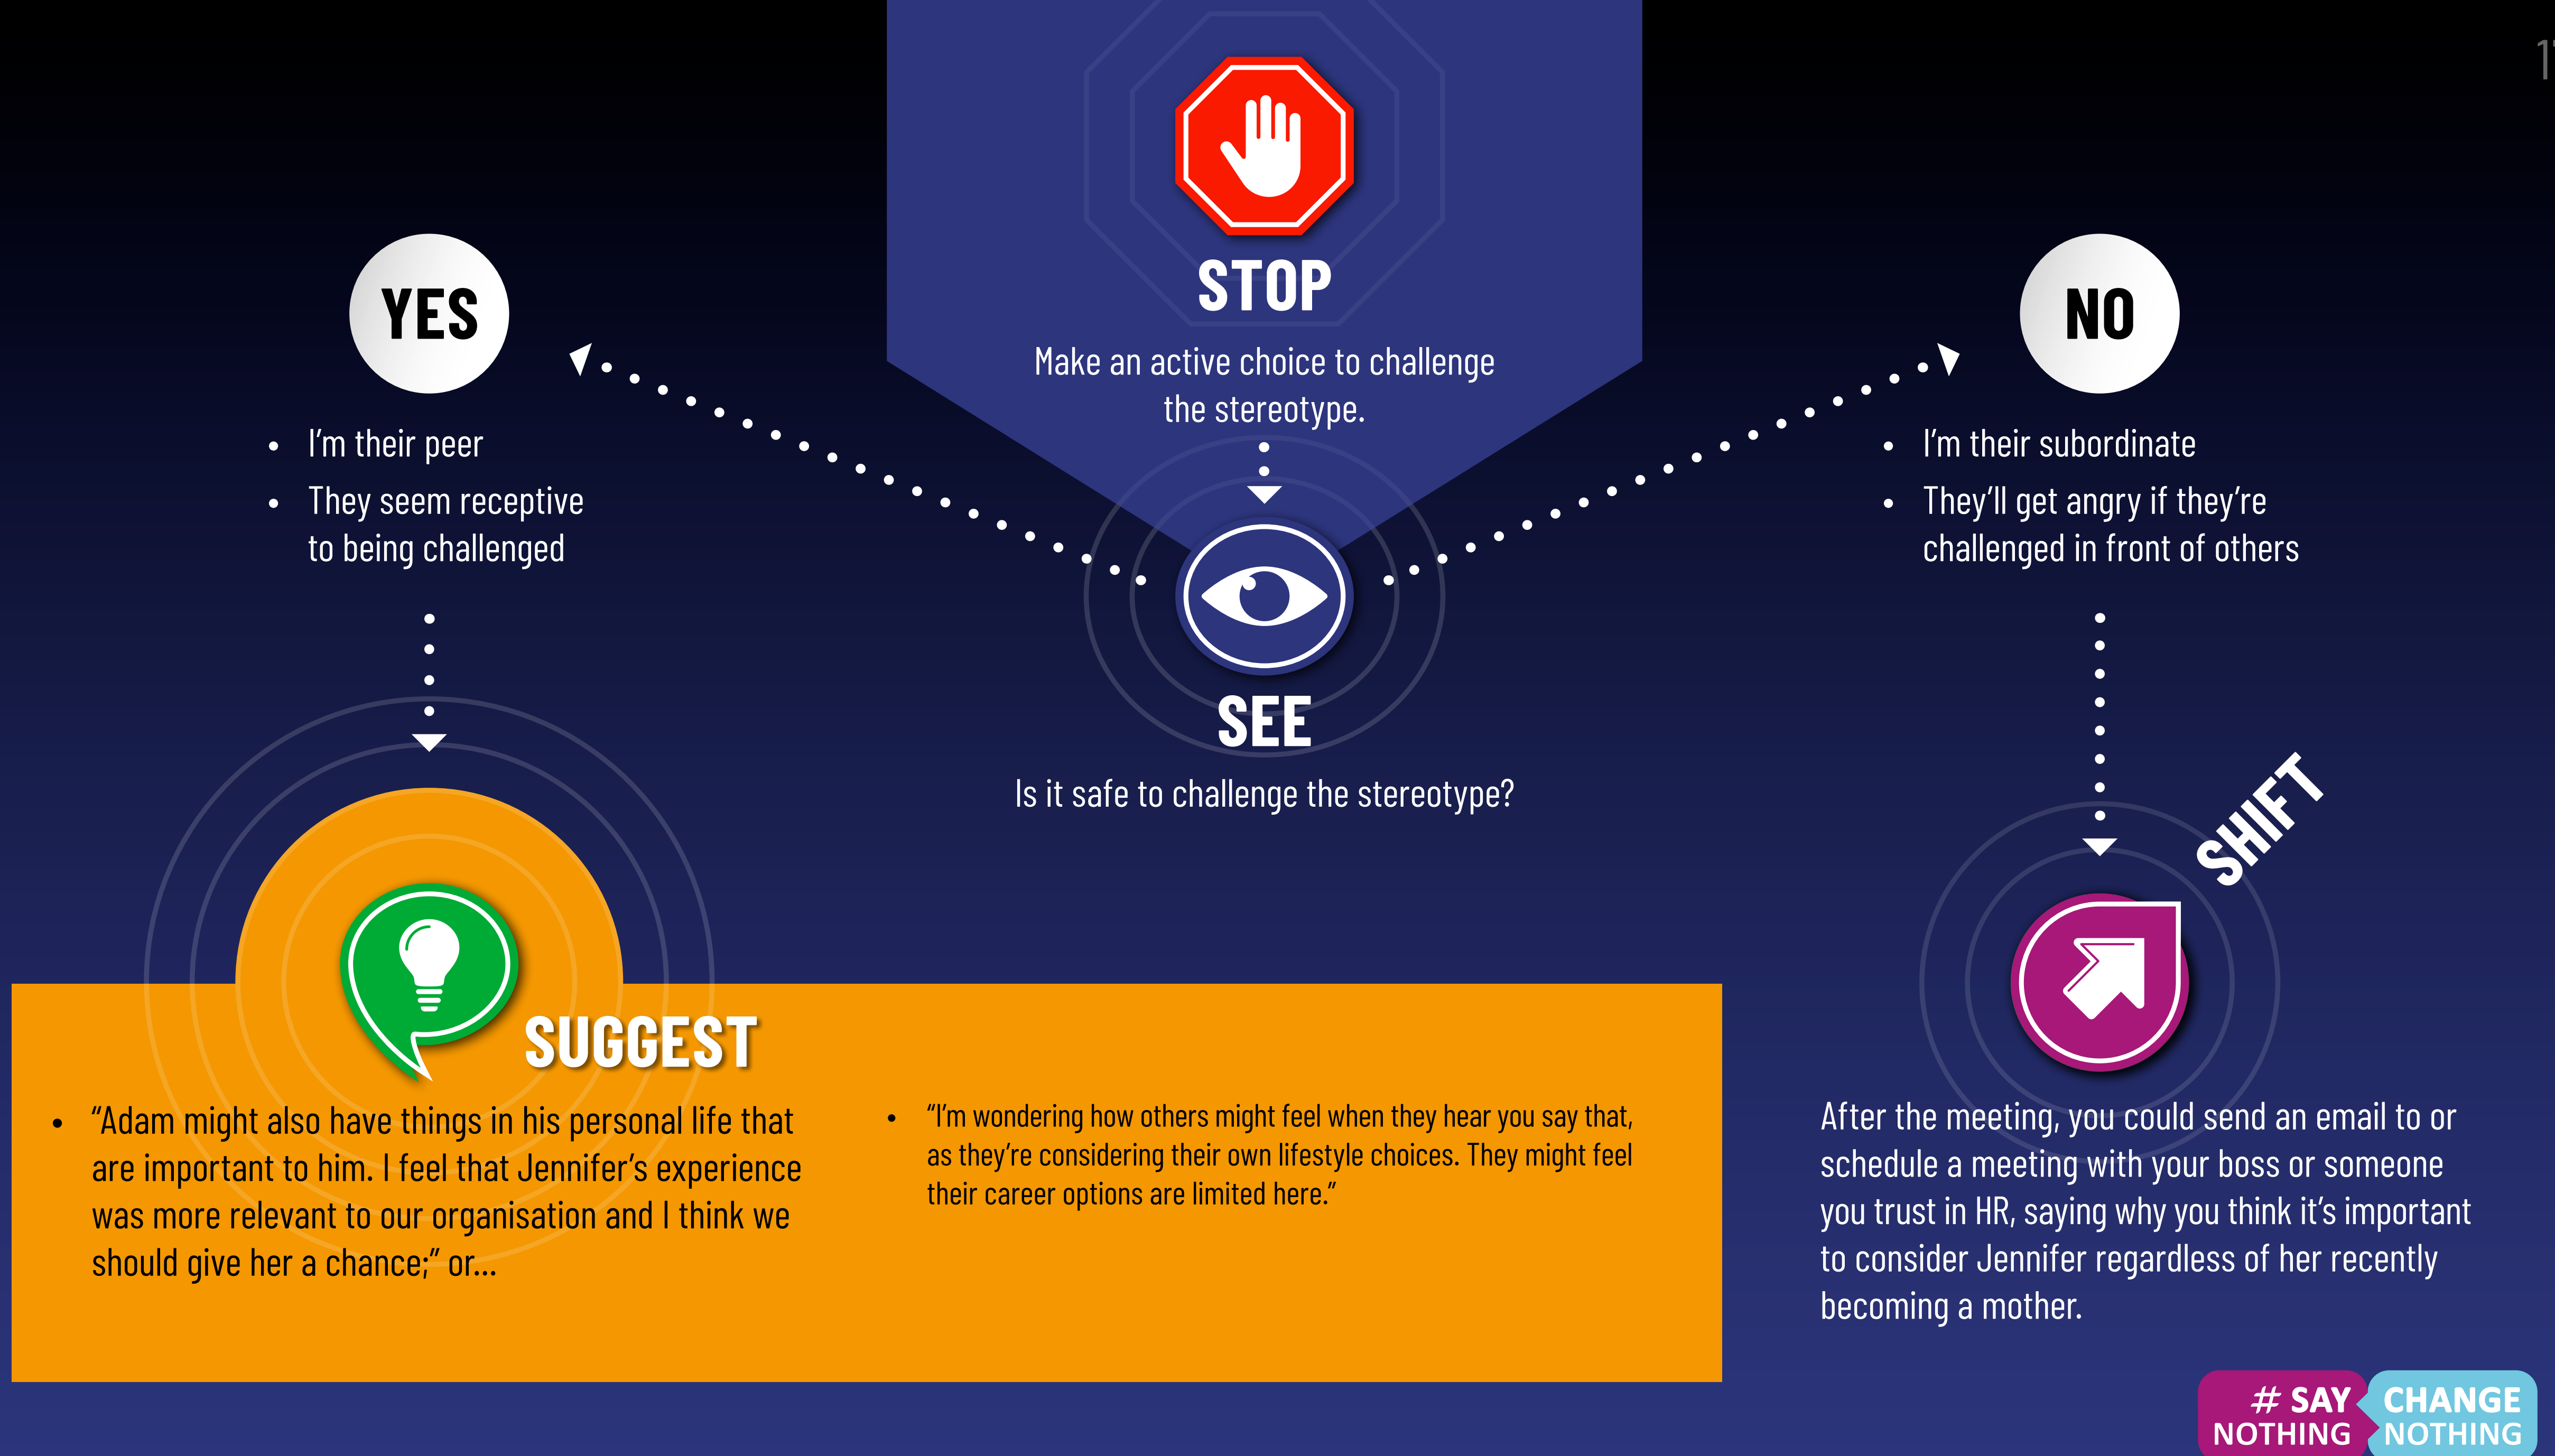 STOP
Make an active choice to challenge
the stereotype.
SEE
Is it safe to challenge the stereotype?
YES
• I’m their peer
• They seem receptive
to being challenged
SUGGEST
• “Adam might also have things in his personal life that
are important to him. I feel that Jennifer’s experience
was more relevant to our organisation and I think we
should give her a chance;” or...
• “I’m wondering how others might feel when they hear you say that,
as they’re considering their own lifestyle choices. They might feel
their career options are limited here.”
NO
• I’m their subordinate
• They’ll get angry if they’re
challenged in front of others
SHIFT
After the meeting, you could send an email to or
schedule a meeting with your boss or someone
you trust in HR, saying why you think it’s important
to consider Jennifer regardless of her recently
becoming a mother.
# SAY
NOTHING
CHANGE
NOTHING